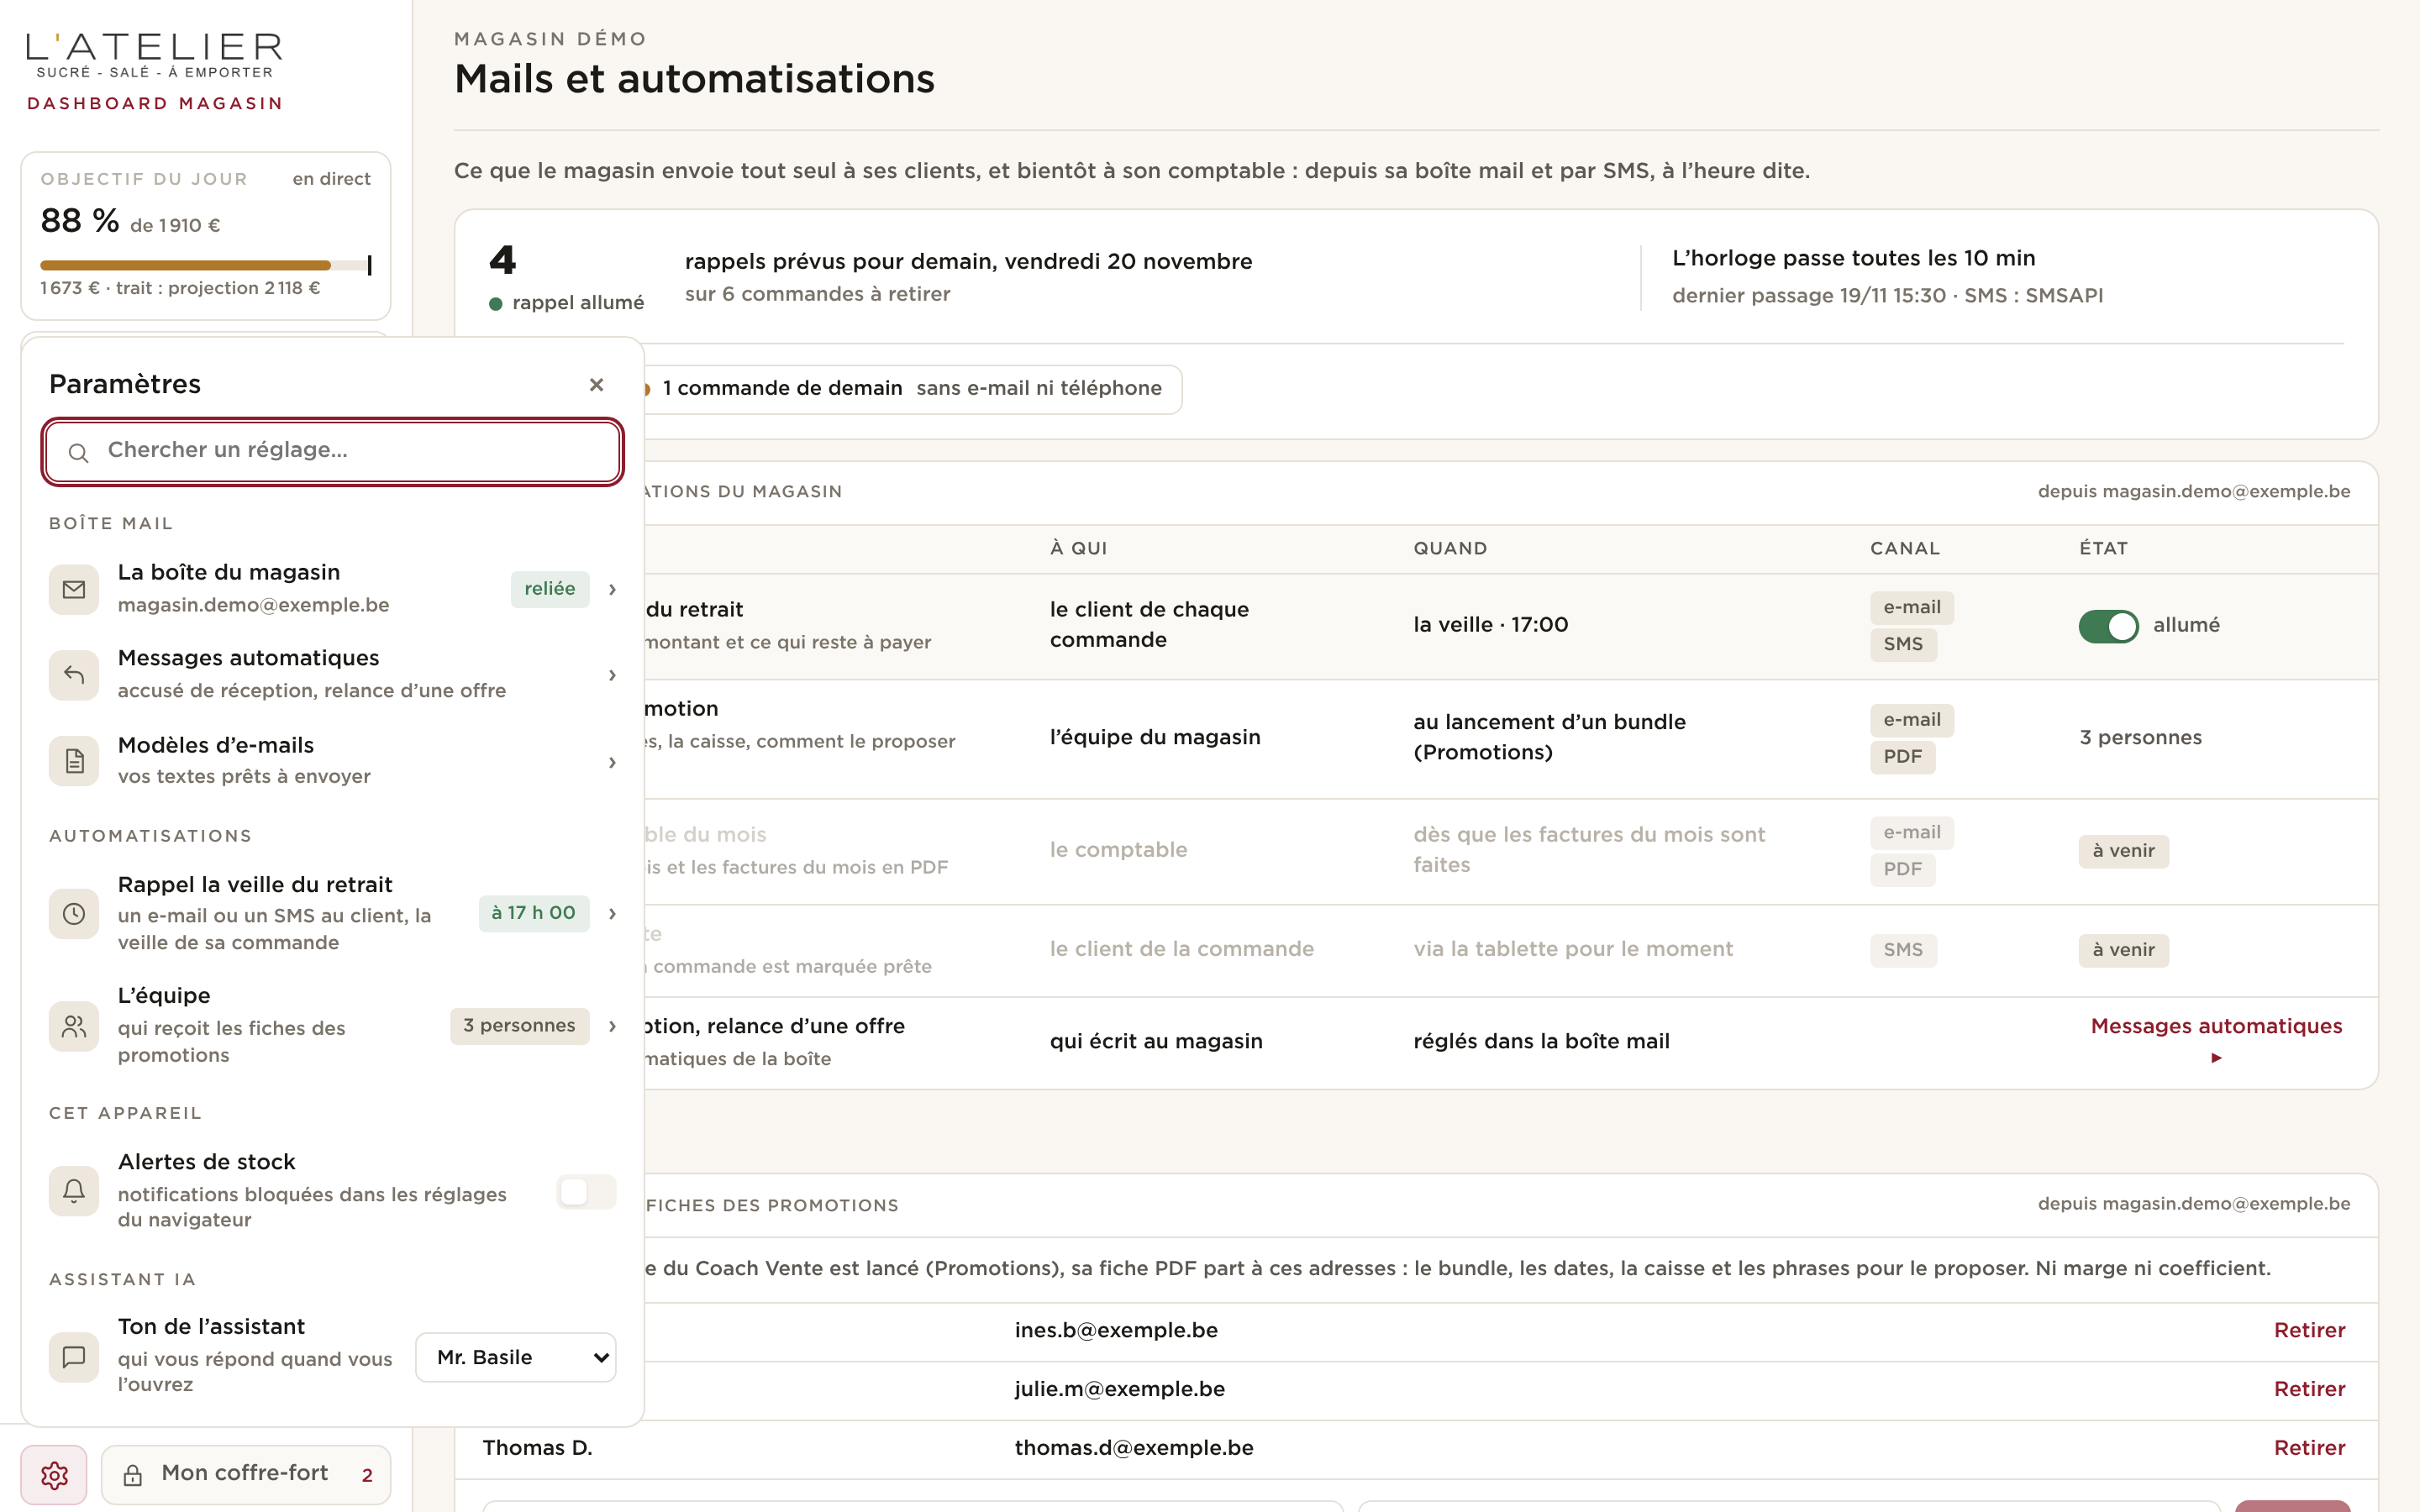 L'ATELIER
SUCRÉ - SALÉ - À EMPORTER
DASHBOARD MAGASIN
OBJECTIF DU JOUR en direct
88 % de 1 910 €
1 673 € · trait : projection 2 118 €
Paramètres ×
Chercher un réglage...
BOÎTE MAIL
La boîte du magasin
magasin.demo@exemple.be
reliée ›
Messages automatiques
accusé de réception, relance d’une offre
›
Modèles d’e-mails
vos textes prêts à envoyer
›
AUTOMATISATIONS
Rappel la veille du retrait
un e-mail ou un SMS au client, la
veille de sa commande
à 17 h 00 ›
L’équipe
qui reçoit les fiches des
promotions
3 personnes ›
CET APPAREIL
Alertes de stock
notifications bloquées dans les réglages
du navigateur
ASSISTANT IA
Ton de l’assistant
qui vous répond quand vous
l’ouvrez
Mr. Basile
Mon coffre-fort 2
MAGASIN DÉMO
Mails et automatisations
Ce que le magasin envoie tout seul à ses clients, et bientôt à son comptable : depuis sa boîte mail et par SMS, à l’heure dite.
4
rappel allumé
rappels prévus pour demain, vendredi 20 novembre
sur 6 commandes à retirer
L’horloge passe toutes les 10 min
dernier passage 19/11 15:30 · SMS : SMSAPI
1 commande de demain sans e-mail ni téléphone
ATIONS DU MAGASIN depuis magasin.demo@exemple.be
À QUI QUAND CANAL ÉTAT
du retrait
montant et ce qui reste à payer
le client de chaque
commande
la veille · 17:00
e-mail
SMS
allumé
motion
es, la caisse, comment le proposer
l’équipe du magasin
au lancement d’un bundle
(Promotions)
e-mail
PDF
3 personnes
ble du mois
is et les factures du mois en PDF
le comptable
dès que les factures du mois sont
faites
e-mail
PDF
à venir
te
commande est marquée prête
le client de la commande
via la tablette pour le moment
SMS
à venir
ption, relance d’une offre
matiques de la boîte
qui écrit au magasin
réglés dans la boîte mail
Messages automatiques
▸
FICHES DES PROMOTIONS depuis magasin.demo@exemple.be
e du Coach Vente est lancé (Promotions), sa fiche PDF part à ces adresses : le bundle, les dates, la caisse et les phrases pour le proposer. Ni marge ni coefficient.
ines.b@exemple.be Retirer
julie.m@exemple.be Retirer
Thomas D. thomas.d@exemple.be Retirer